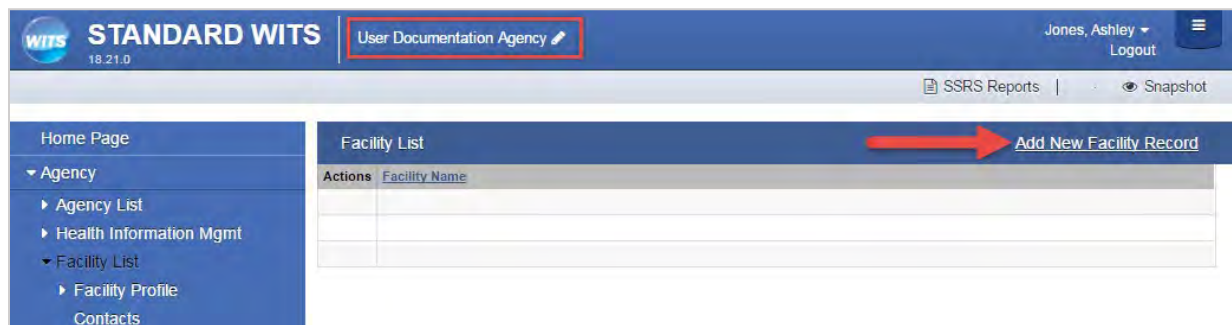 WITS STANDARD WITS User Documentation Agency Jones, Ashley
18.21.0 Logout
SSRS Reports | Snapshot
Home Page
Facility List Add New Facility Record
Agency
Actions Facility Name
Agency List
Health Information Mgmt
Facility List
Facility Profile
Contacts